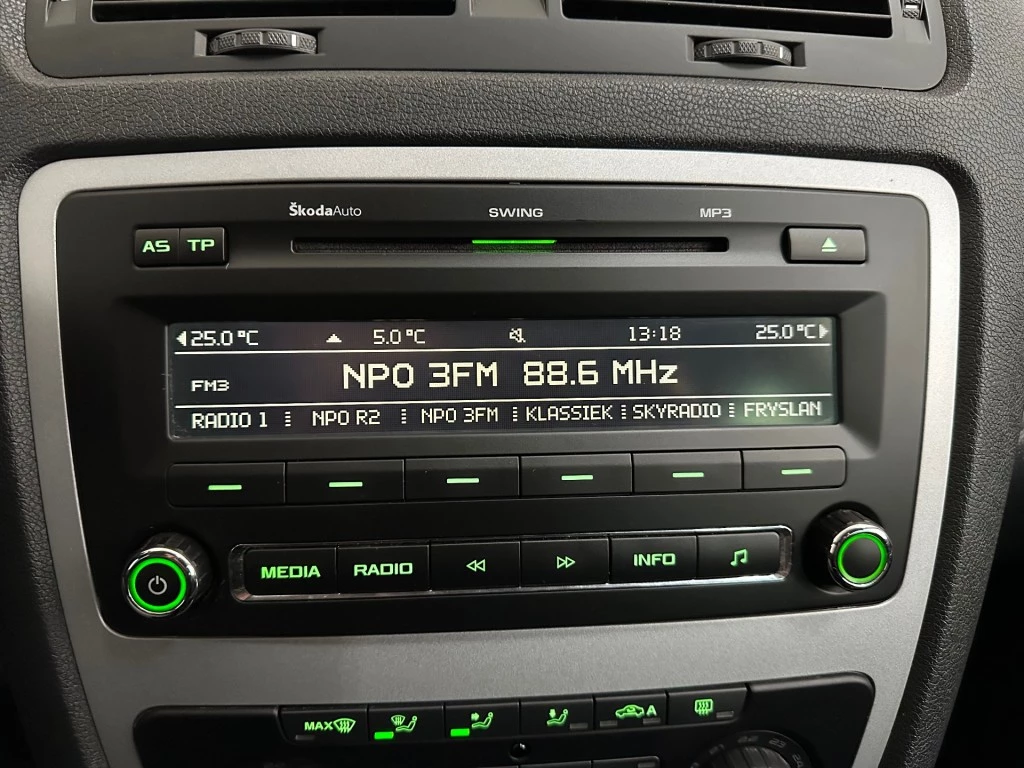 ŠkodaAuto SWING MP3
AS TP
25.0 °C 5.0 °C 13:18 25.0 °C
FM3 NPO 3FM 88.6 MHz
RADIO 1 NPO R2 NPO 3FM KLASSIEK SKYRADIO FRYSLAN
MEDIA RADIO INFO
MAX A